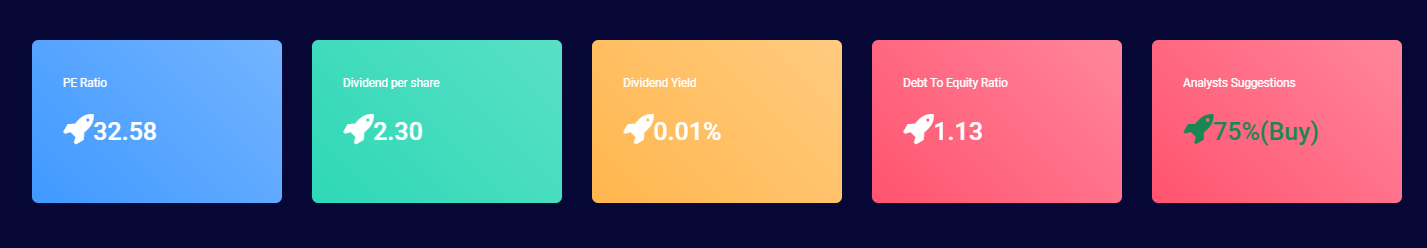 PE Ratio
32.58
Dividend per share
2.30
Dividend Yield
0.01%
Debt To Equity Ratio
1.13
Analysts Suggestions
75%(Buy)